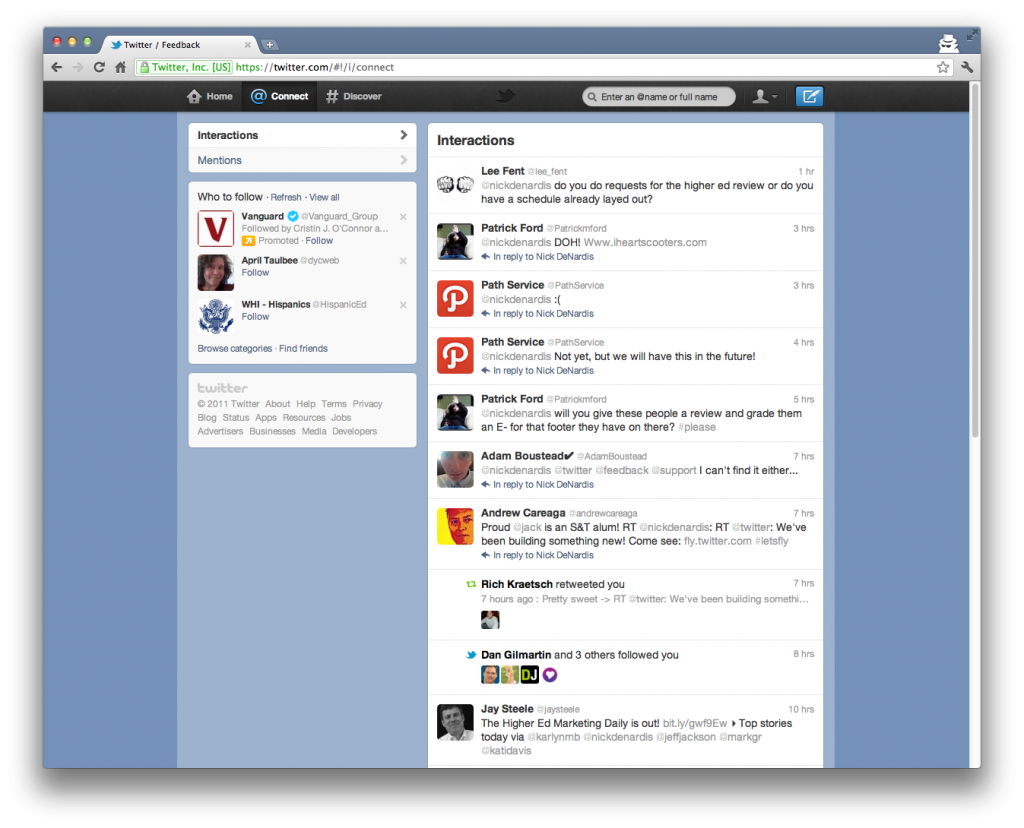 Twitter / Feedback
Twitter, Inc. [US] https://twitter.com/#!/i/connect
Home @ Connect # Discover Enter an @name or full name
Interactions
Mentions
Who to follow · Refresh · View all
Vanguard @Vanguard_Group
Followed by Cristin J. O'Connor a...
Promoted · Follow
April Taulbee @dycweb
Follow
WHI - Hispanics @HispanicEd
Follow
Browse categories · Find friends
twitter
© 2011 Twitter About Help Terms Privacy
Blog Status Apps Resources Jobs
Advertisers Businesses Media Developers
Interactions
Lee Fent @lee_fent 1 hr
@nickdenardis do you do requests for the higher ed review or do you
have a schedule already layed out?
Patrick Ford @Patrickmford 3 hrs
@nickdenardis DOH! Www.iheartscooters.com
In reply to Nick DeNardis
Path Service @PathService 3 hrs
@nickdenardis :(
In reply to Nick DeNardis
Path Service @PathService 4 hrs
@nickdenardis Not yet, but we will have this in the future!
In reply to Nick DeNardis
Patrick Ford @Patrickmford 5 hrs
@nickdenardis will you give these people a review and grade them
an E- for that footer they have on there? #please
Adam Boustead✔ @AdamBoustead 7 hrs
@nickdenardis @twitter @feedback @support I can't find it either...
In reply to Nick DeNardis
Andrew Careaga @andrewcareaga 7 hrs
Proud @jack is an S&T alum! RT @nickdenardis: RT @twitter: We've
been building something new! Come see: fly.twitter.com #letsfly
In reply to Nick DeNardis
Rich Kraetsch retweeted you 7 hrs
7 hours ago : Pretty sweet -> RT @twitter: We've been building somethi...
Dan Gilmartin and 3 others followed you 8 hrs
DJ
Jay Steele @jaysteele 10 hrs
The Higher Ed Marketing Daily is out! bit.ly/gwf9Ew ▸ Top stories
today via @karlynmb @nickdenardis @jeffjackson @markgr
@katidavis